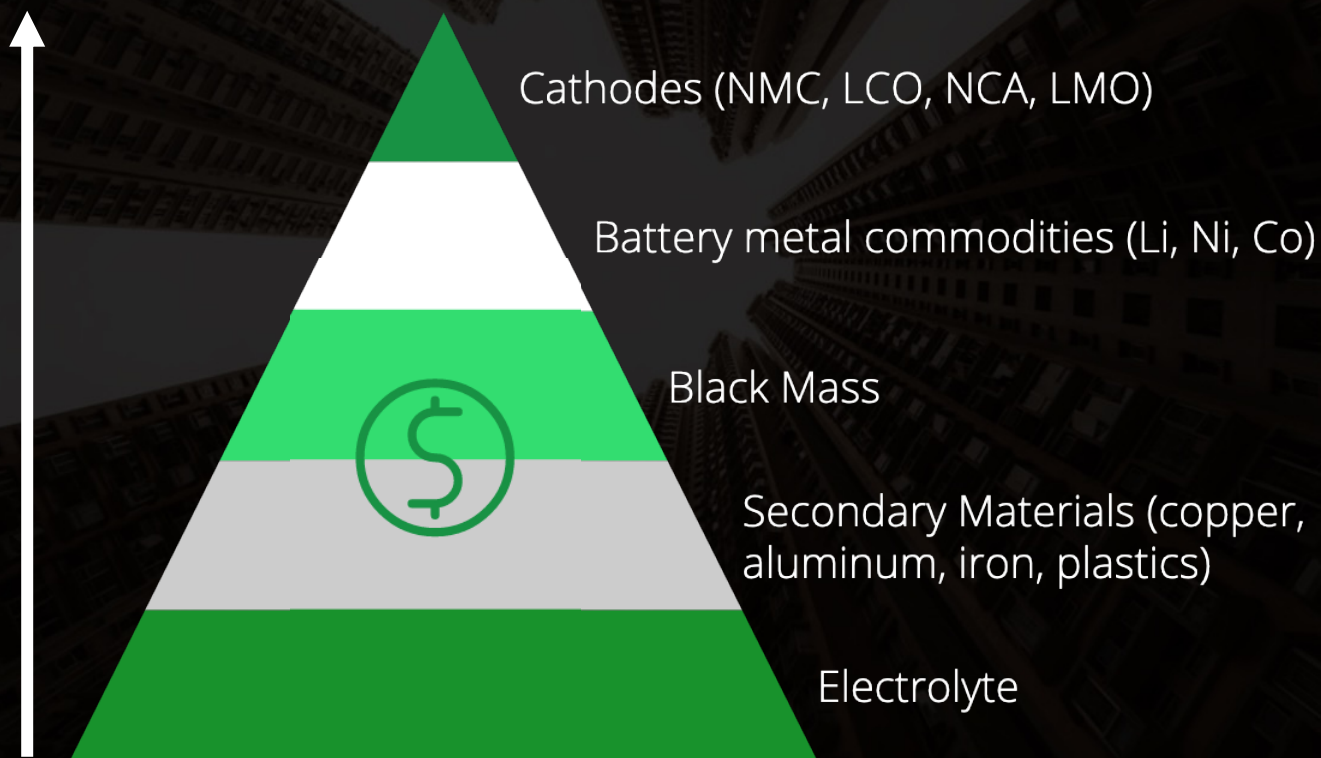 Cathodes (NMC, LCO, NCA, LMO)
Battery metal commodities (Li, Ni, Co)
Black Mass
Secondary Materials (copper,
aluminum, iron, plastics)
Electrolyte